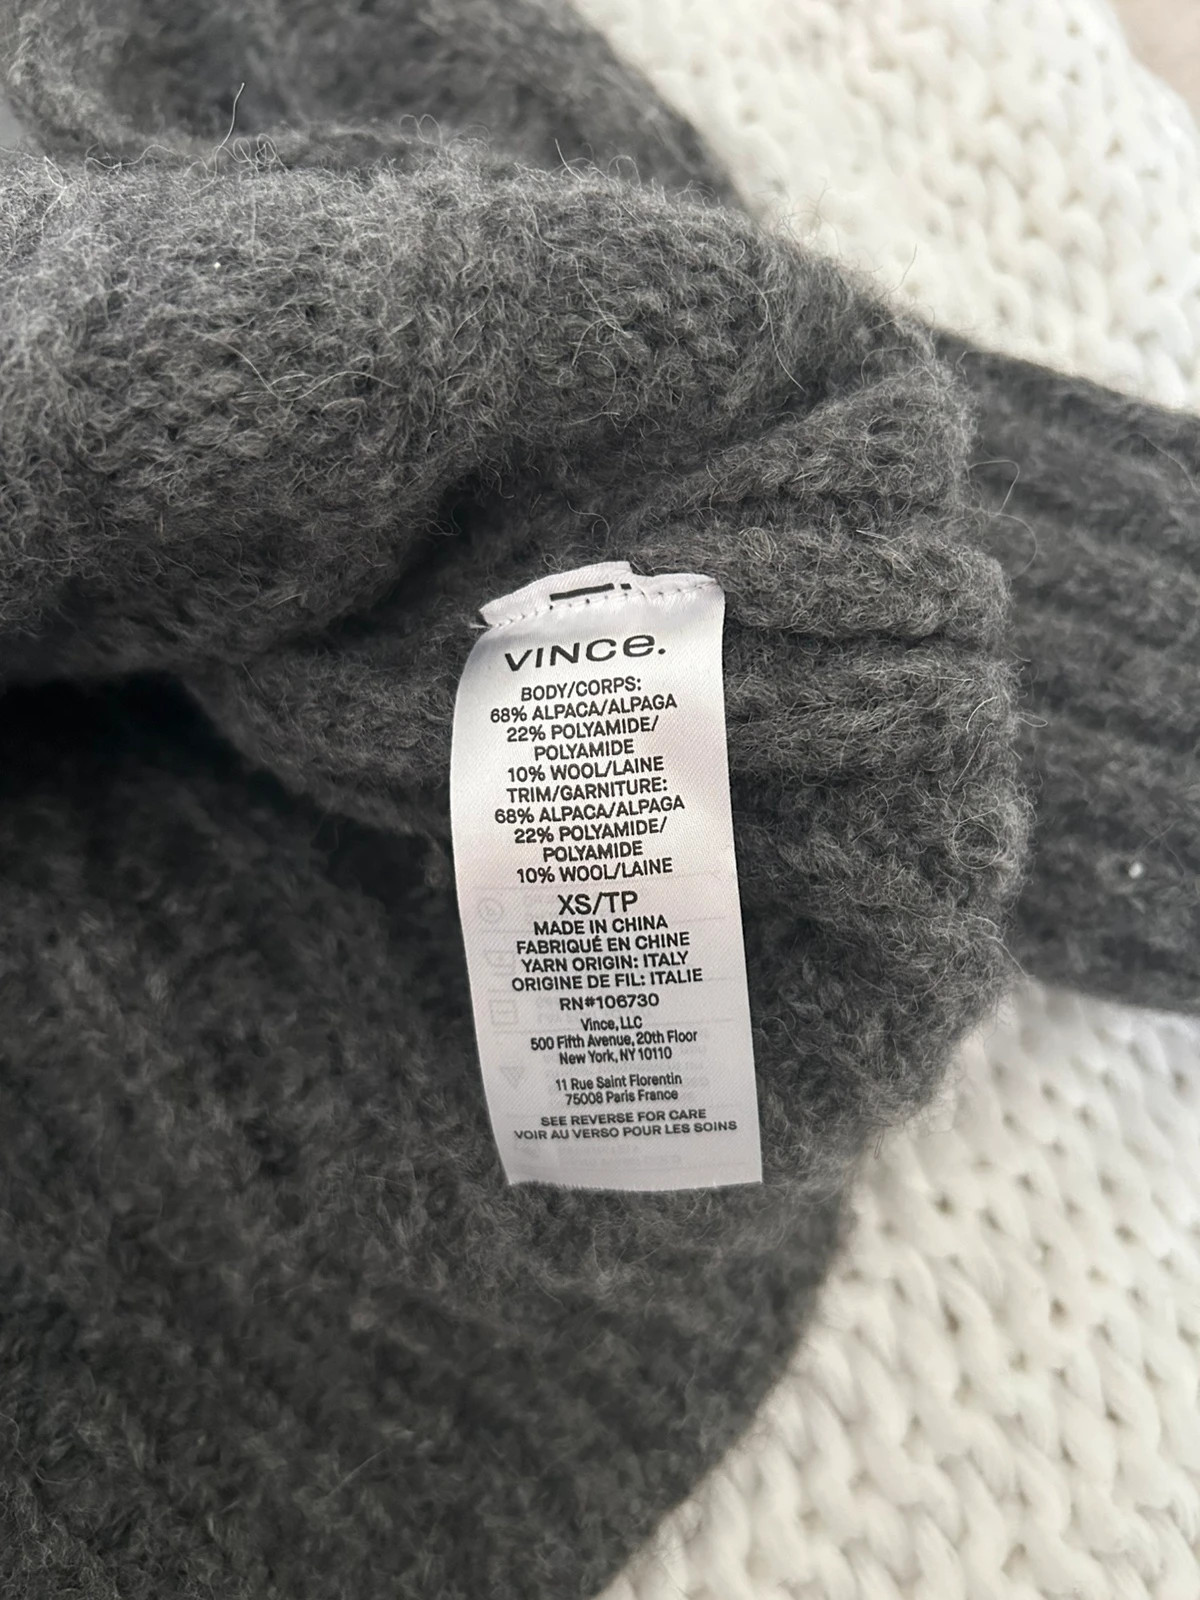 VINCe.
BODY/CORPS:
68% ALPACA/ALPAGA
22% POLYAMIDE/
POLYAMIDE
10% WOOL/LAINE
TRIM/GARNITURE:
68% ALPACA/ALPAGA
22% POLYAMIDE/
POLYAMIDE
10% WOOL/LAINE
XS/TP
MADE IN CHINA
FABRIQUÉ EN CHINE
YARN ORIGIN: ITALY
ORIGINE DE FIL: ITALIE
RN#106730
Vince, LLC
500 Fifth Avenue, 20th Floor
New York, NY 10110
11 Rue Saint Florentin
75008 Paris France
SEE REVERSE FOR CARE
VOIR AU VERSO POUR LES SOINS